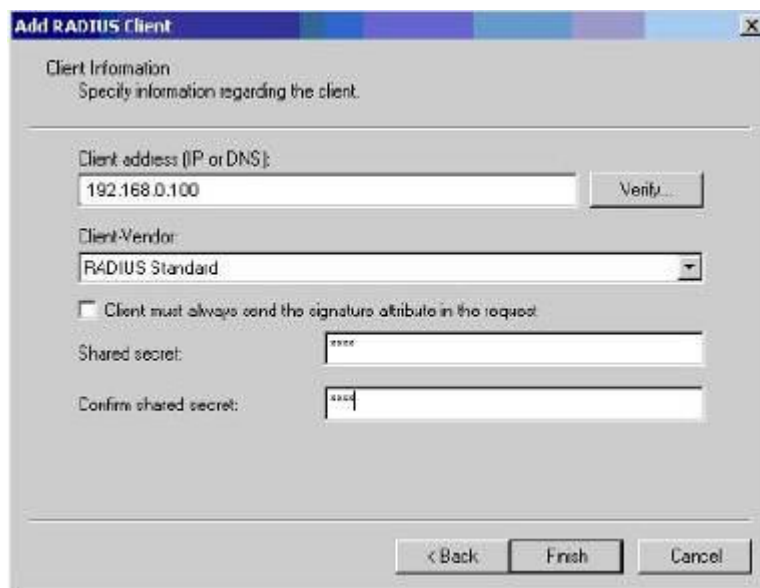 Add RADIUS Client
Client Information
Specify information regarding the client.
Client address (IP or DNS):
192.168.0.100
Verify...
Client-Vendor:
RADIUS Standard
Client must always send the signature attribute in the request
Shared secret:
****
Confirm shared secret:
****
< Back
Finish
Cancel